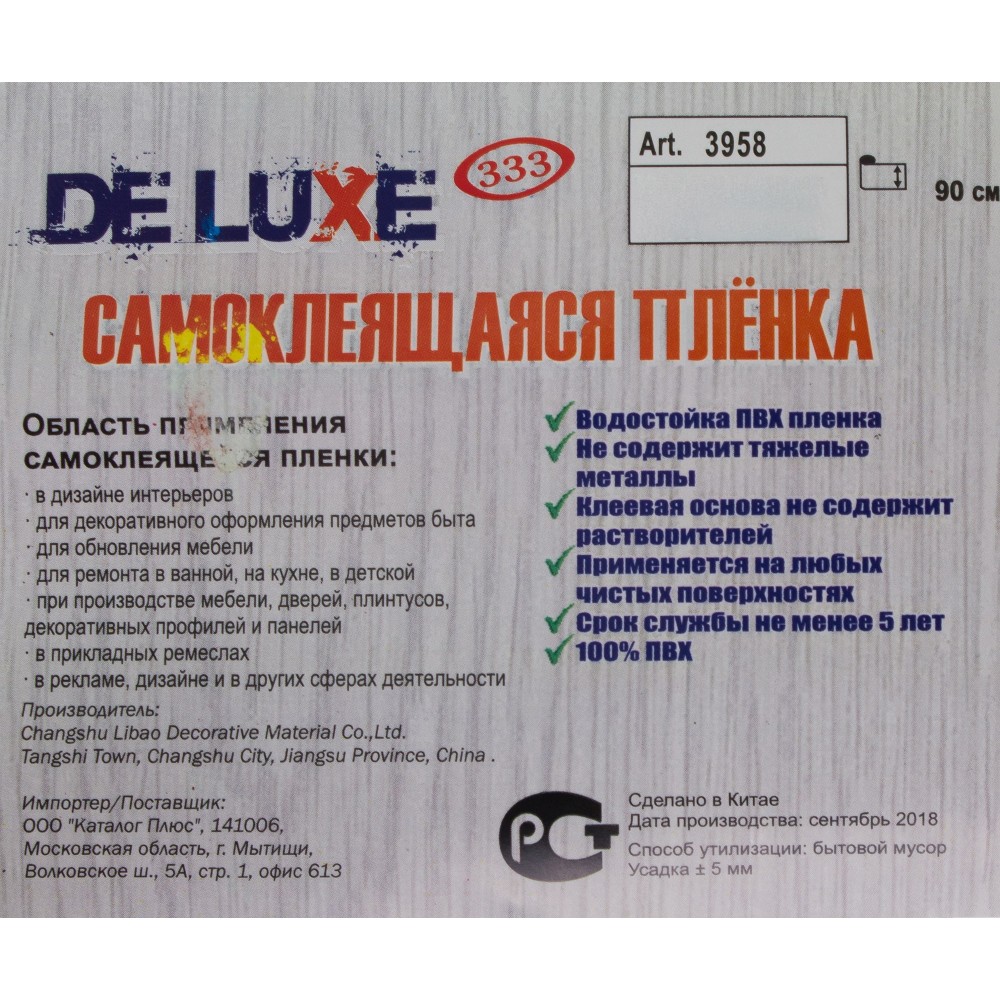 DE LUXE
333
Art. 3958
90 см
САМОКЛЕЯЩАЯСЯ ПЛЁНКА
ОБЛАСТЬ ПРИМЕНЕНИЯ
САМОКЛЕЯЩЕЙСЯ ПЛЕНКИ:
· в дизайне интерьеров
· для декоративного оформления предметов быта
· для обновления мебели
· для ремонта в ванной, на кухне, в детской
· при производстве мебели, дверей, плинтусов,
декоративных профилей и панелей
· в прикладных ремеслах
· в рекламе, дизайне и в других сферах деятельности
Водостойка ПВХ пленка
Не содержит тяжелые
металлы
Клеевая основа не содержит
растворителей
Применяется на любых
чистых поверхностях
Срок службы не менее 5 лет
100% ПВХ
Производитель:
Changshu Libao Decorative Material Co.,Ltd.
Tangshi Town, Changshu City, Jiangsu Province, China .
Импортер/Поставщик:
ООО "Каталог Плюс", 141006,
Московская область, г. Мытищи,
Волковское ш., 5А, стр. 1, офис 613
РСТ
Сделано в Китае
Дата производства: сентябрь 2018
Способ утилизации: бытовой мусор
Усадка ± 5 мм